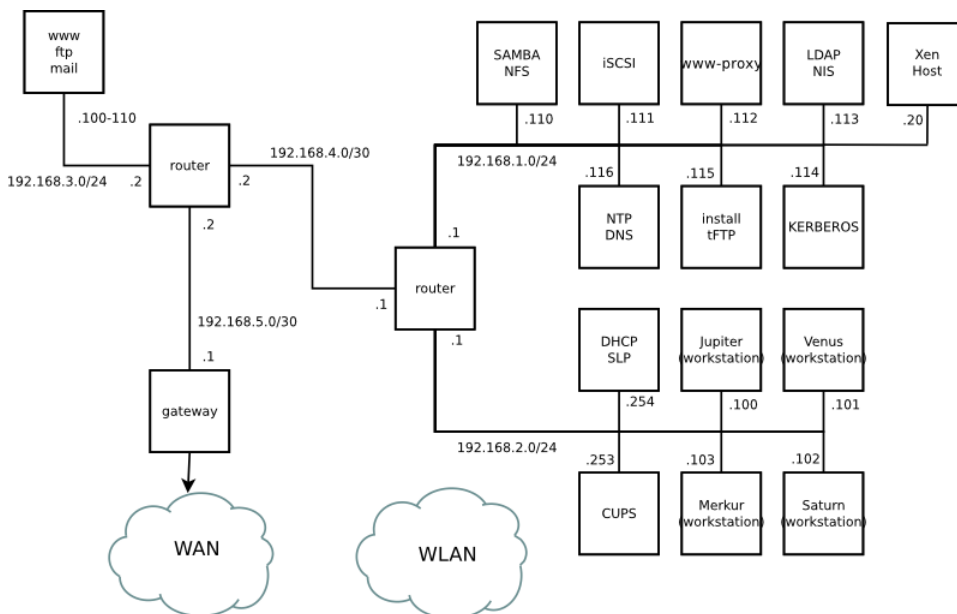 www
ftp
mail
SAMBA
NFS
iSCSI
www-proxy
LDAP
NIS
Xen
Host
.100-110
.110
.111
.112
.113
.20
router
192.168.4.0/30
192.168.1.0/24
192.168.3.0/24
.2
.2
.2
.116
.115
.114
NTP
DNS
install
tFTP
KERBEROS
.1
router
.1
.1
192.168.5.0/30
.1
gateway
DHCP
SLP
Jupiter
(workstation)
Venus
(workstation)
.254
.100
.101
192.168.2.0/24
.253
.103
.102
CUPS
Merkur
(workstation)
Saturn
(workstation)
WAN
WLAN